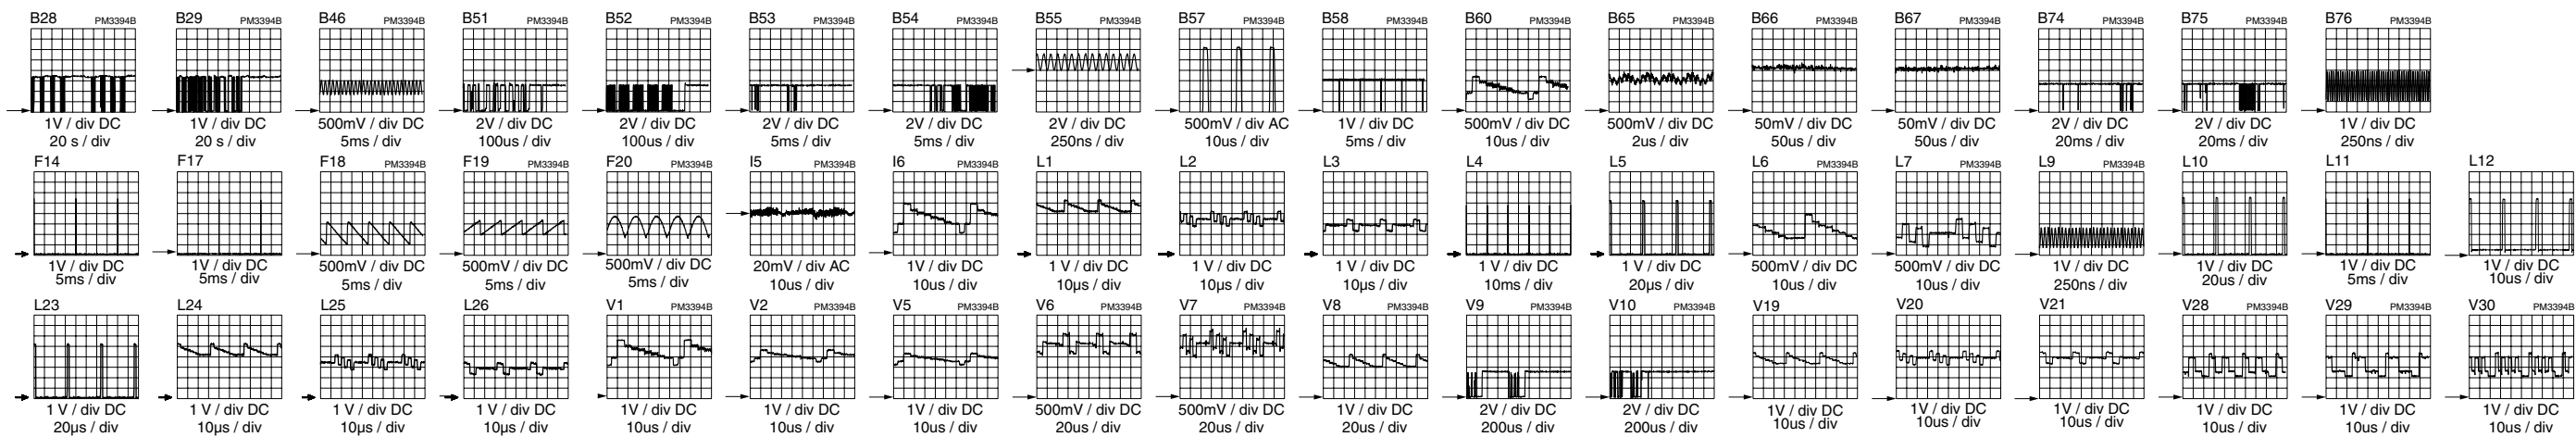 B28 PM3394B B29 PM3394B B46 PM3394B B51 PM3394B B52 PM3394B B53 PM3394B B54 PM3394B B55 PM3394B B57 PM3394B B58 PM3394B B60 PM3394B B65 PM3394B B66 PM3394B B67 PM3394B B74 PM3394B B75 PM3394B B76 PM3394B
1V / div DC 1V / div DC 500mV / div DC 2V / div DC 2V / div DC 2V / div DC 2V / div DC 2V / div DC 500mV / div AC 1V / div DC 500mV / div DC 500mV / div DC 50mV / div DC 50mV / div DC 2V / div DC 2V / div DC 1V / div DC
20 s / div 20 s / div 5ms / div 100us / div 100us / div 5ms / div 5ms / div 250ns / div 10us / div 5ms / div 10us / div 2us / div 50us / div 50us / div 20ms / div 20ms / div 250ns / div
F14 F17 PM3394B F18 PM3394B F19 PM3394B F20 PM3394B I5 PM3394B I6 PM3394B L1 PM3394B L2 PM3394B L3 PM3394B L4 PM3394B L5 PM3394B L6 PM3394B L7 PM3394B L9 PM3394B L10 PM3394B L11 PM3394B L12 PM3394B
1V / div DC 1V / div DC 500mV / div DC 500mV / div DC 500mV / div DC 20mV / div AC 1V / div DC 1 V / div DC 1 V / div DC 1 V / div DC 1 V / div DC 1 V / div DC 500mV / div DC 500mV / div DC 1V / div DC 1V / div DC 1V / div DC 1V / div DC
5ms / div 5ms / div 5ms / div 5ms / div 5ms / div 10us / div 10us / div 10µs / div 10µs / div 10µs / div 10ms / div 20µs / div 10us / div 10us / div 250ns / div 20us / div 5ms / div 10us / div
L23 L24 PM3394B L25 L26 PM3394B V1 PM3394B V2 PM3394B V5 PM3394B V6 PM3394B V7 PM3394B V8 PM3394B V9 PM3394B V10 PM3394B V19 PM3394B V20 PM3394B V21 PM3394B V28 PM3394B V29 PM3394B V30 PM3394B
1 V / div DC 1 V / div DC 1 V / div DC 1 V / div DC 1V / div DC 1V / div DC 1V / div DC 500mV / div DC 500mV / div DC 1V / div DC 2V / div DC 2V / div DC 1V / div DC 1V / div DC 1V / div DC 1V / div DC 1V / div DC 1V / div DC
20µs / div 10µs / div 10µs / div 10µs / div 10us / div 10us / div 10us / div 20us / div 20us / div 20us / div 200us / div 200us / div 10us / div 10us / div 10us / div 10us / div 10us / div 10us / div